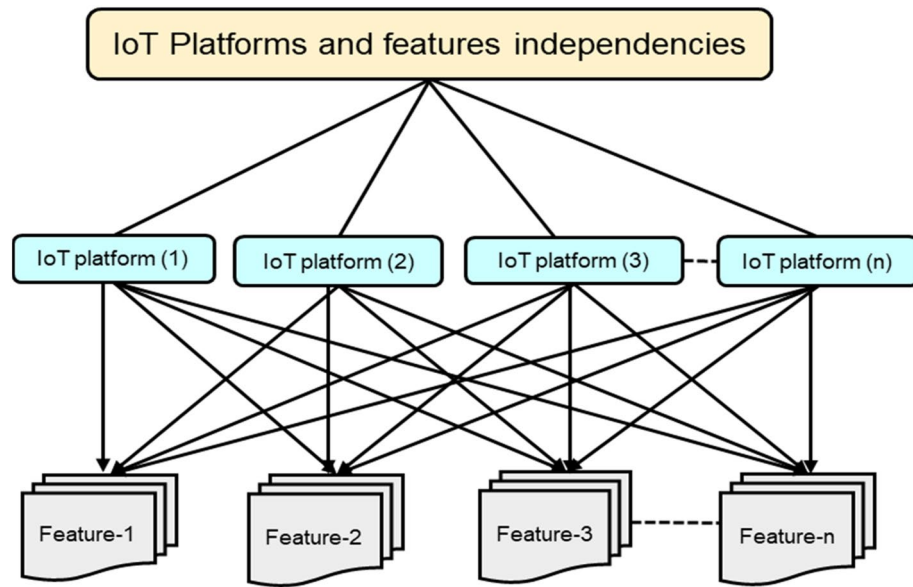 IoT Platforms and features independencies
IoT platform (1)
IoT platform (2)
IoT platform (3)
IoT platform (n)
Feature-1
Feature-2
Feature-3
Feature-n